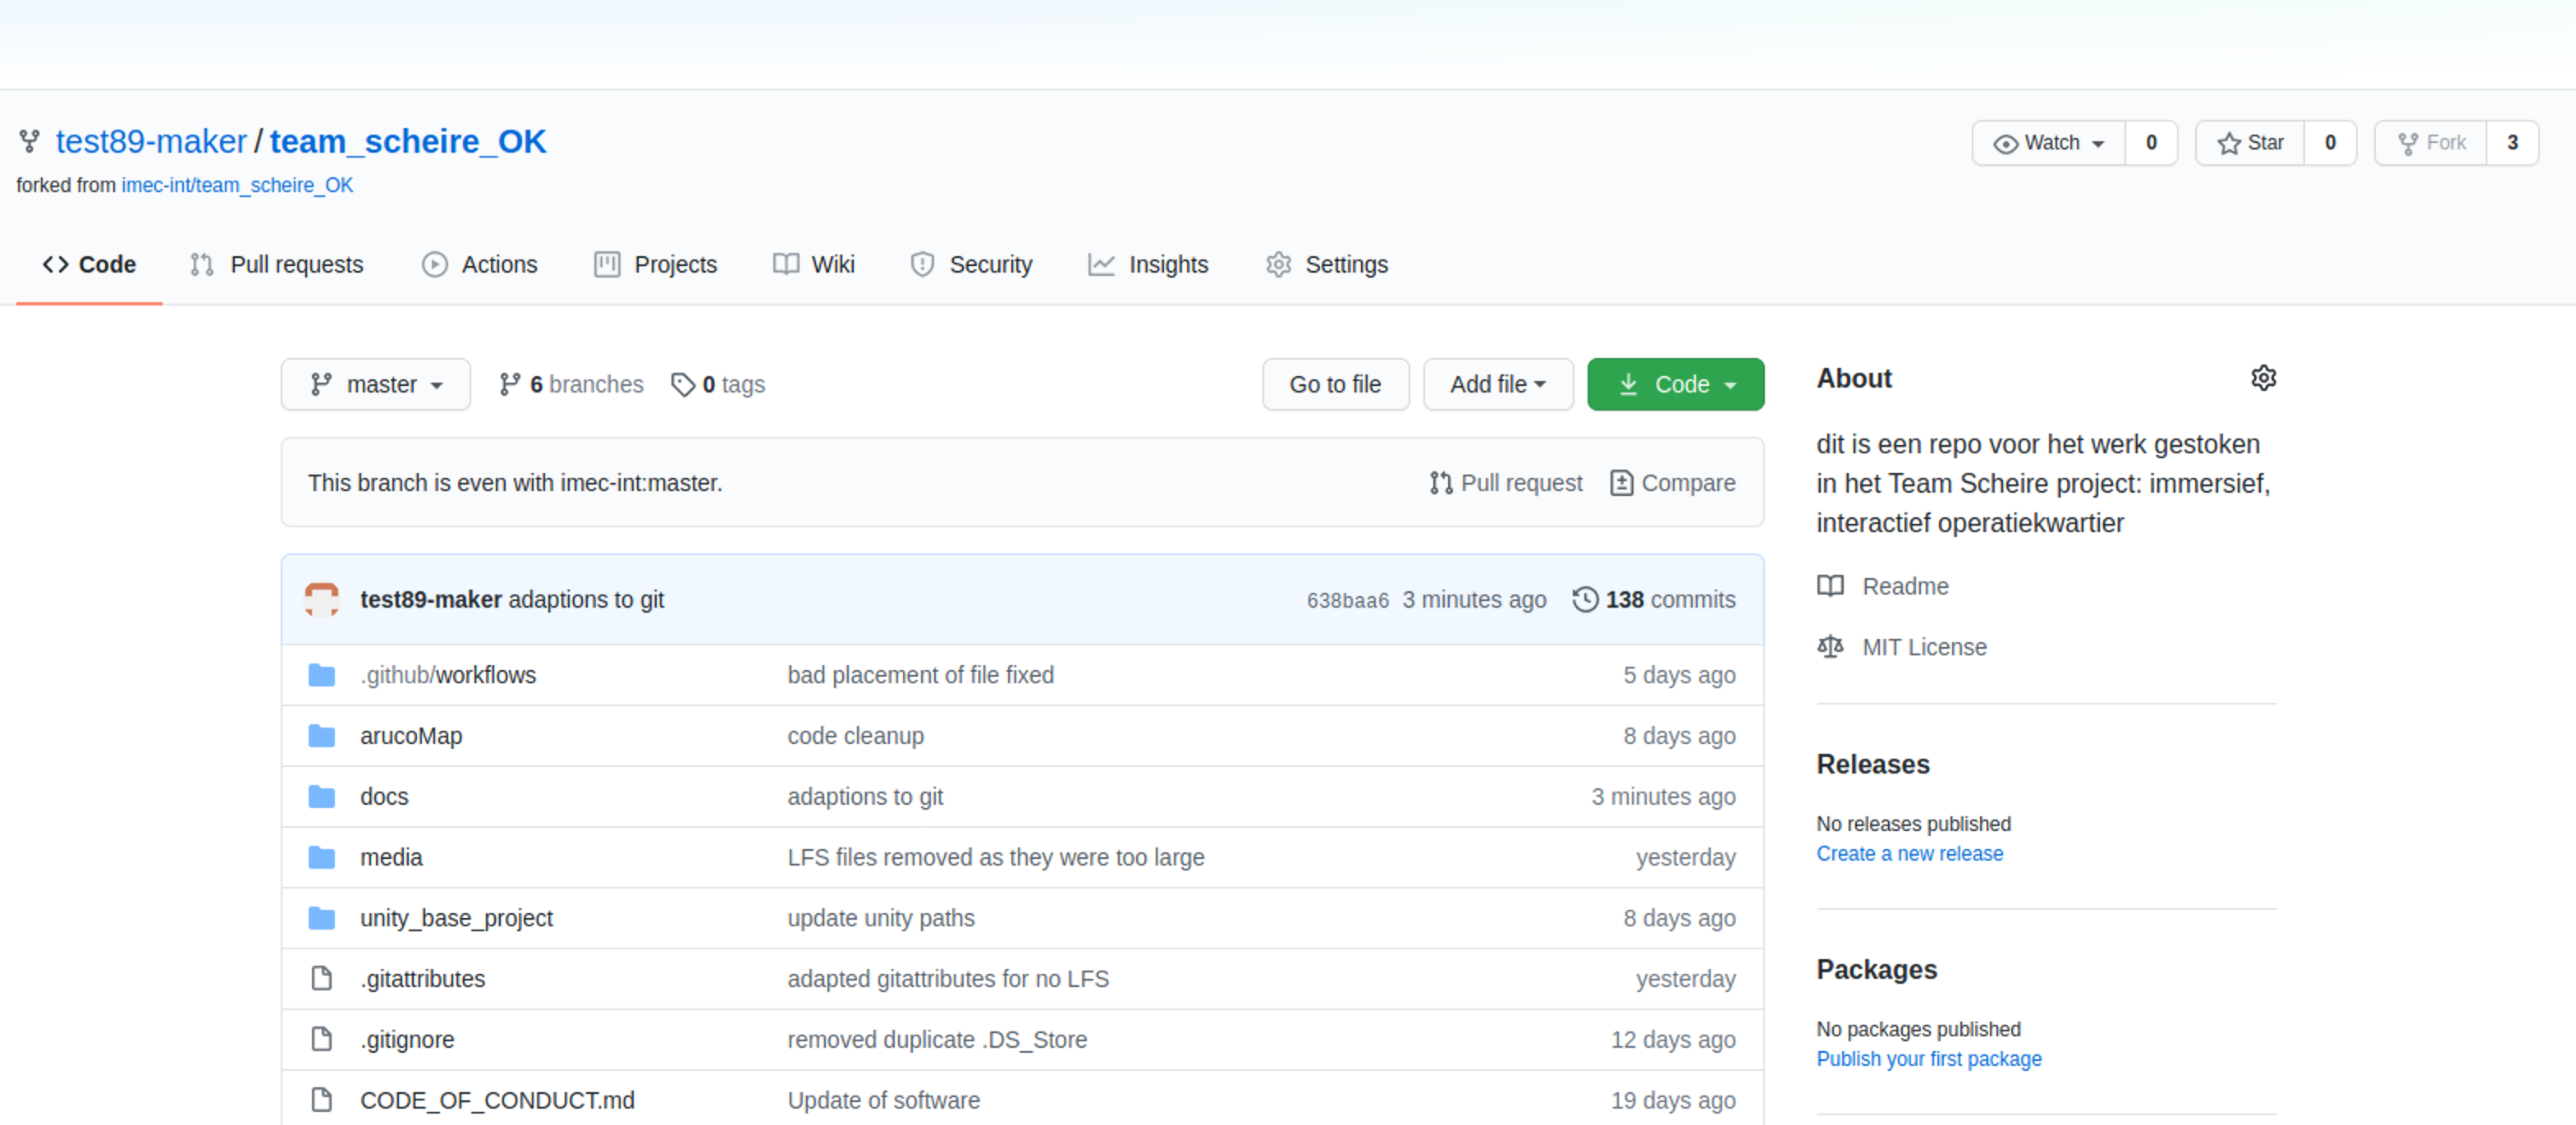 test89-maker / team_scheire_OK
forked from imec-int/team_scheire_OK
Watch 0 Star 0 Fork 3
Code Pull requests Actions Projects Wiki Security Insights Settings
master 6 branches 0 tags Go to file Add file Code
This branch is even with imec-int:master. Pull request Compare
test89-maker adaptions to git 638baa6 3 minutes ago 138 commits
.github/workflows bad placement of file fixed 5 days ago
arucoMap code cleanup 8 days ago
docs adaptions to git 3 minutes ago
media LFS files removed as they were too large yesterday
unity_base_project update unity paths 8 days ago
.gitattributes adapted gitattributes for no LFS yesterday
.gitignore removed duplicate .DS_Store 12 days ago
CODE_OF_CONDUCT.md Update of software 19 days ago
About
dit is een repo voor het werk gestoken
in het Team Scheire project: immersief,
interactief operatiekwartier
Readme
MIT License
Releases
No releases published
Create a new release
Packages
No packages published
Publish your first package